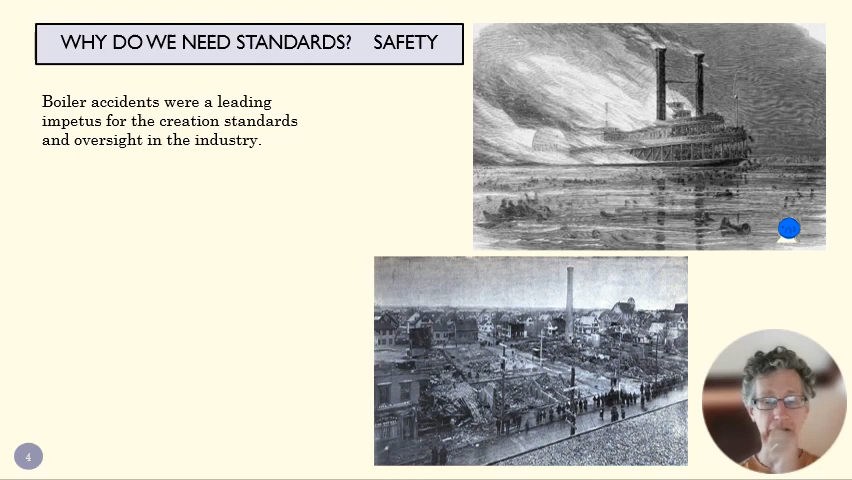 WHY DO WE NEED STANDARDS? SAFETY
Boiler accidents were a leading
impetus for the creation standards
and oversight in the industry.
4